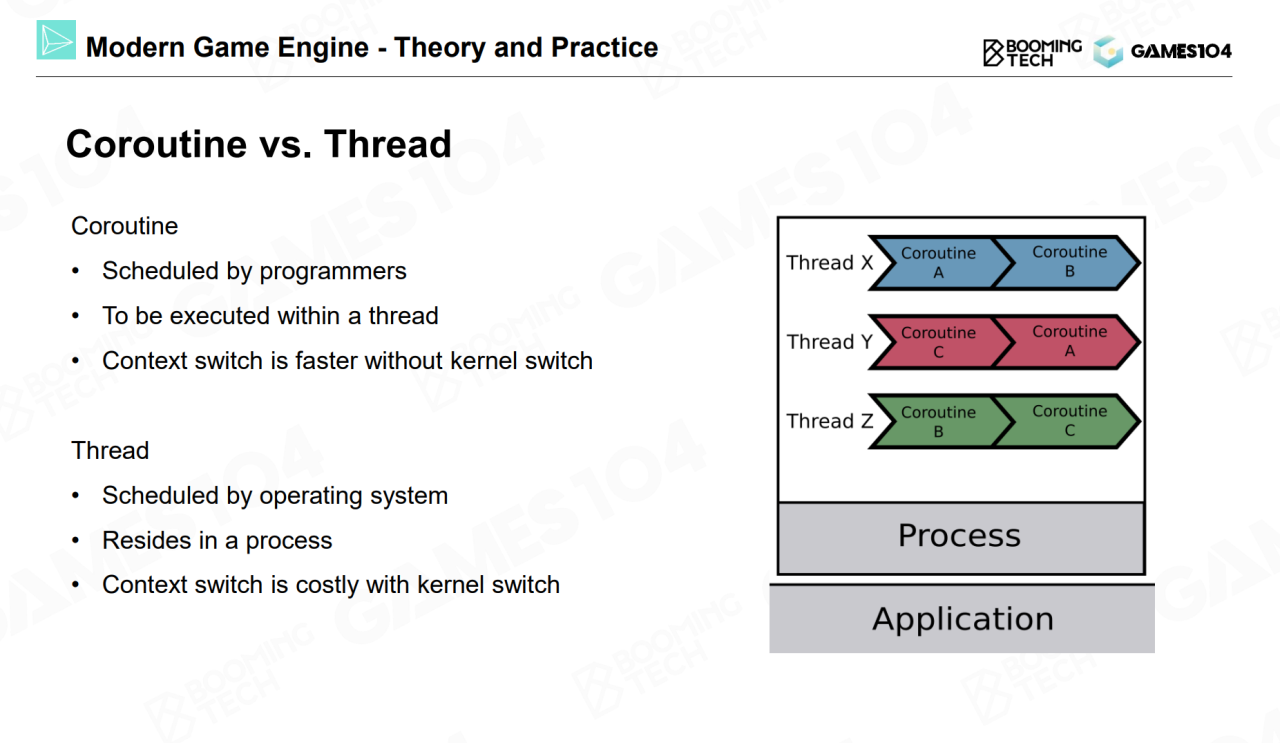 Modern Game Engine - Theory and Practice
BOOMING
TECH
GAMES104
Coroutine vs. Thread
Coroutine
• Scheduled by programmers
• To be executed within a thread
• Context switch is faster without kernel switch
Thread
• Scheduled by operating system
• Resides in a process
• Context switch is costly with kernel switch
Thread X
Coroutine
A
Coroutine
B
Thread Y
Coroutine
C
Coroutine
A
Thread Z
Coroutine
B
Coroutine
C
Process
Application